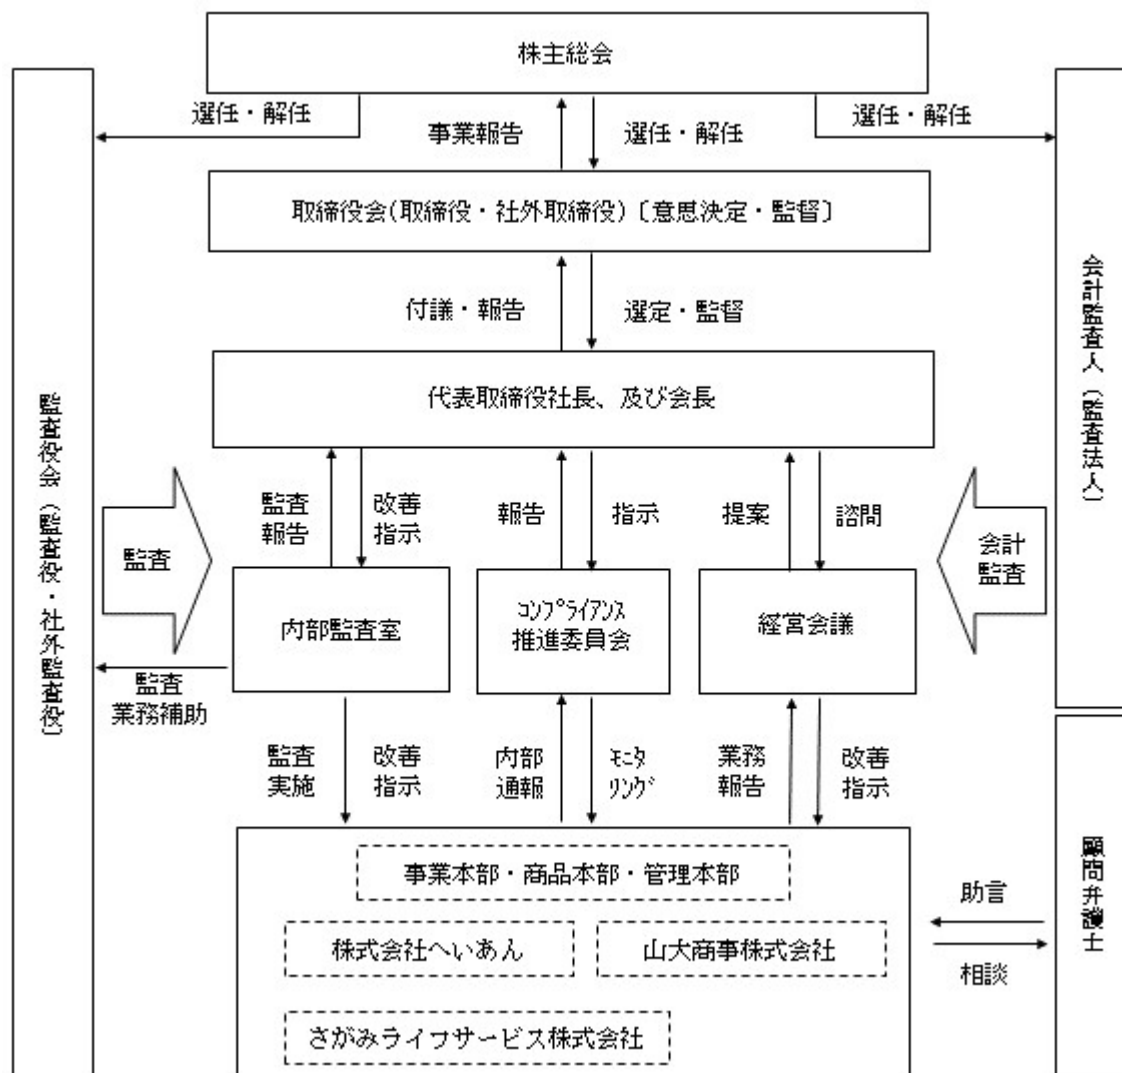 株主総会
選任・解任
事業報告
選任・解任
選任・解任
取締役会(取締役・社外取締役)〔意思決定・監督〕
付議・報告
選定・監督
代表取締役社長、及び会長
監査役会(監査役・社外監査役)
会計監査人(監査法人)
監査
報告
改善
指示
報告
指示
提案
諮問
監査
会計
監査
内部監査室
ｺﾝﾌﾟﾗｲｱﾝｽ
推進委員会
経営会議
監査
業務補助
監査
実施
改善
指示
内部
通報
ﾓﾆﾀ
ﾘﾝｸﾞ
業務
報告
改善
指示
事業本部・商品本部・管理本部
株式会社へいあん
山大商事株式会社
さがみライフサービス株式会社
助言
相談
顧問弁護士